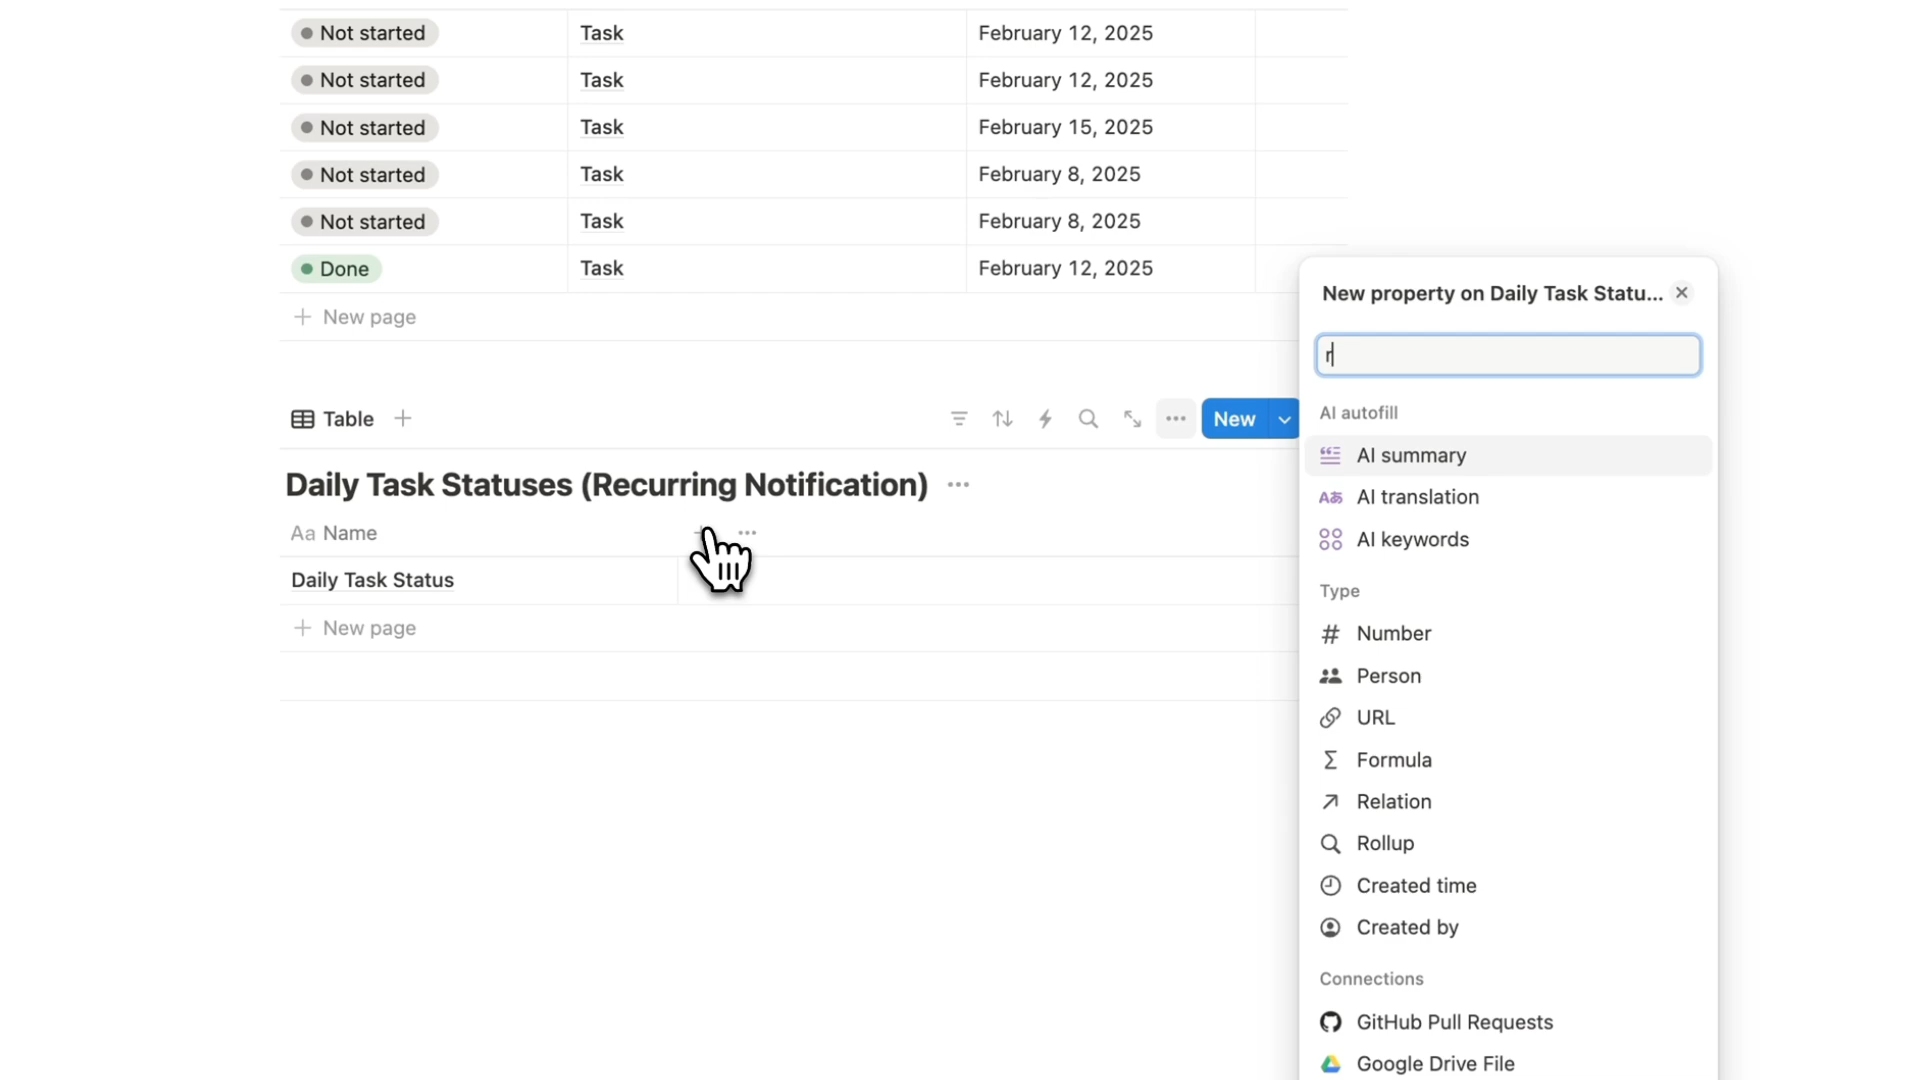 Not started Task February 12, 2025
Not started Task February 12, 2025
Not started Task February 15, 2025
Not started Task February 8, 2025
Not started Task February 8, 2025
Done Task February 12, 2025
New page
Table
New
Daily Task Statuses (Recurring Notification)
Aa Name
Daily Task Status
New page
New property on Daily Task Statu...
r
AI autofill
AI summary
Aあ AI translation
AI keywords
Type
Number
Person
URL
Formula
Relation
Rollup
Created time
Created by
Connections
GitHub Pull Requests
Google Drive File